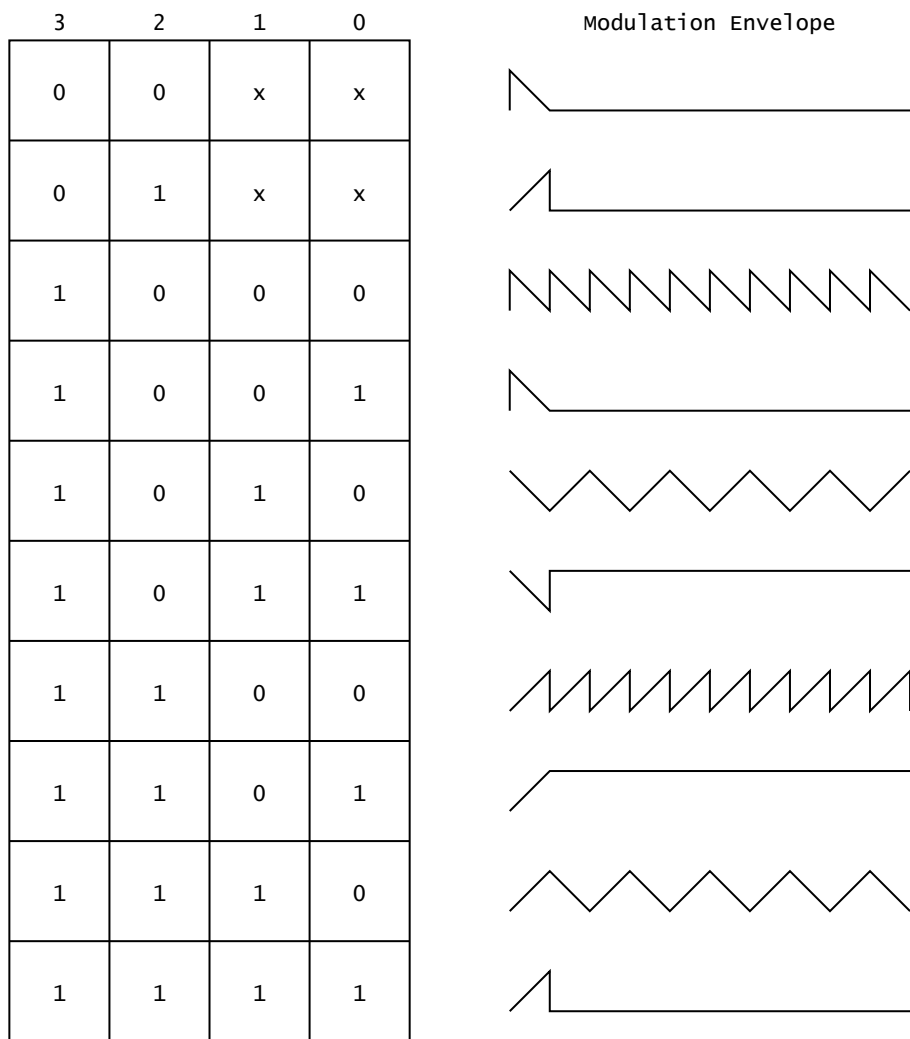 3 2 1 0 Modulation Envelope
0 0 x x
0 1 x x
1 0 0 0
1 0 0 1
1 0 1 0
1 0 1 1
1 1 0 0
1 1 0 1
1 1 1 0
1 1 1 1